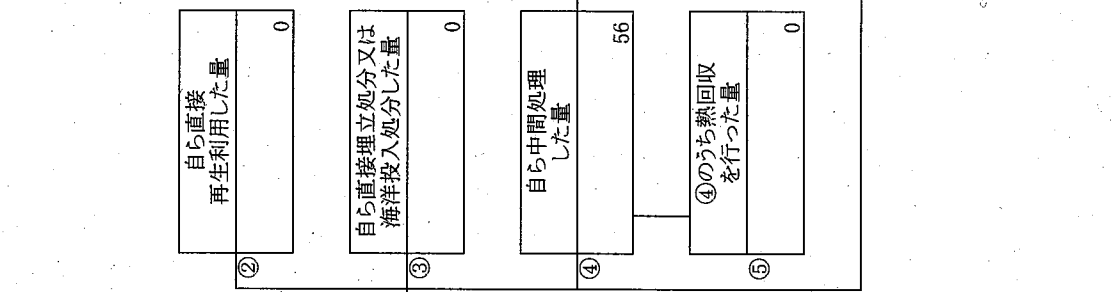 自ら直接
再生利用した量
0
②
自ら直接埋立処分又は
海洋投入処分した量
0
③
自ら中間処理
した量
56
④
④のうち熱回収
を行った量
0
⑤